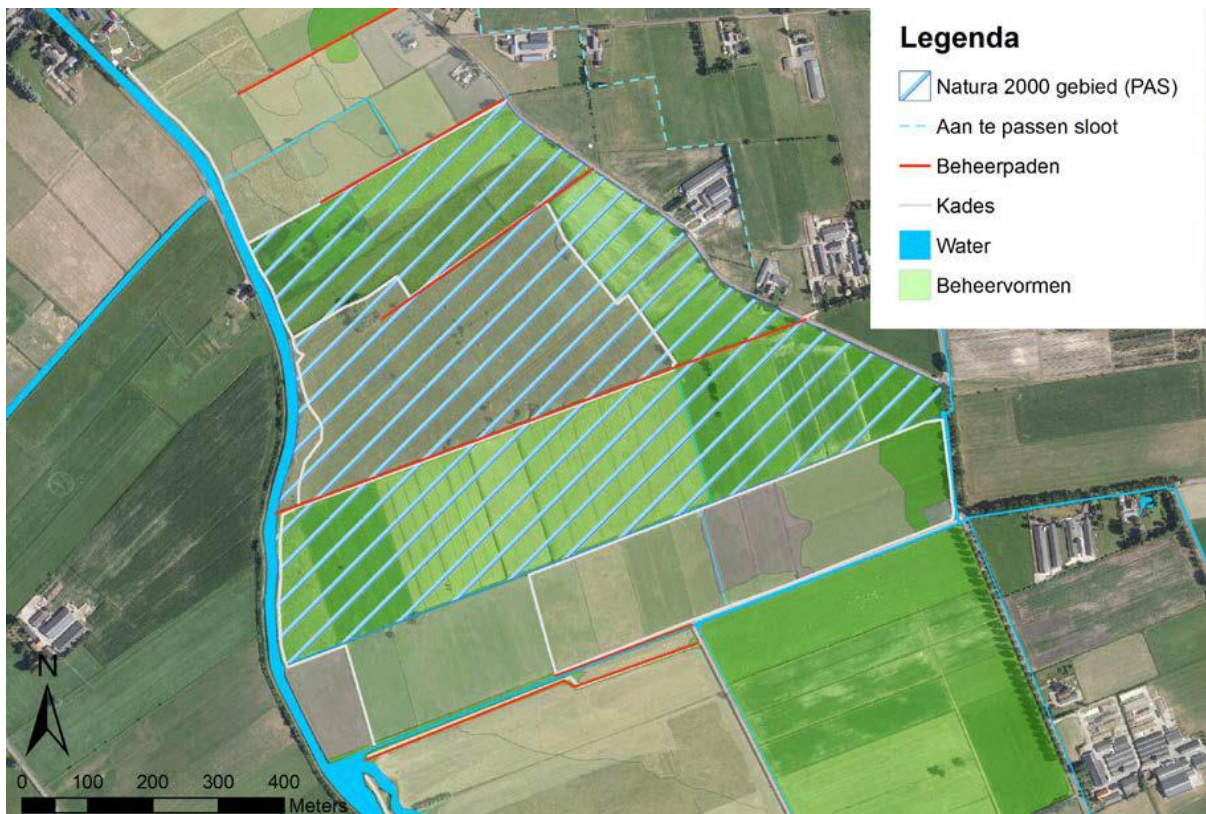 Legenda
Natura 2000 gebied (PAS)
Aan te passen sloot
Beheerpaden
Kades
Water
Beheervormen
N
0 100 200 300 400
Meters